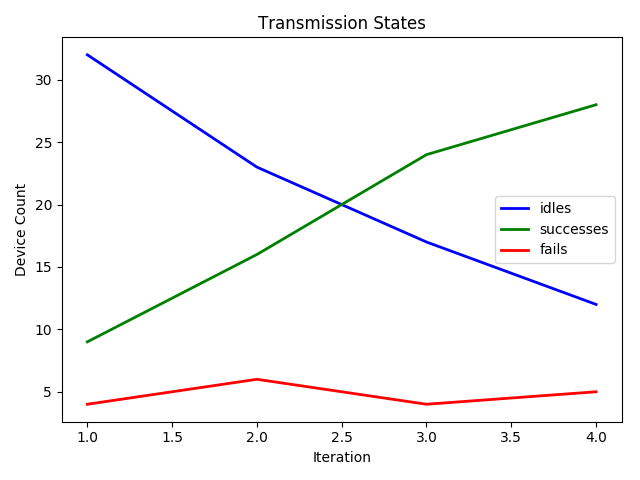 Transmission States
Device Count
30
25
20
15
10
5
idles
successes
fails
1.0 1.5 2.0 2.5 3.0 3.5 4.0
Iteration